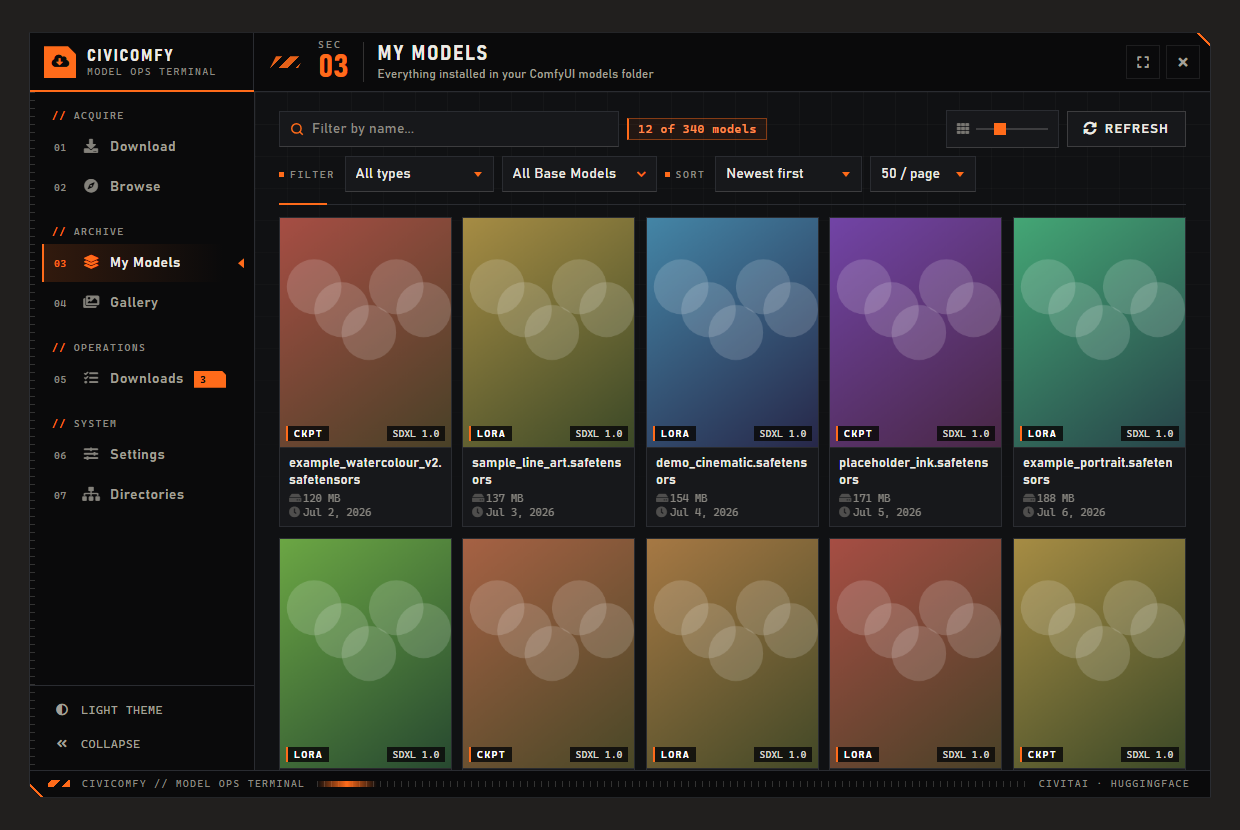 CIVICOMFY
MODEL OPS TERMINAL
SEC
03
MY MODELS
Everything installed in your ComfyUI models folder
// ACQUIRE
01 Download
02 Browse
// ARCHIVE
03 My Models
04 Gallery
// OPERATIONS
05 Downloads 3
// SYSTEM
06 Settings
07 Directories
LIGHT THEME
COLLAPSE
Filter by name...
12 of 340 models
REFRESH
FILTER All types All Base Models SORT Newest first 50 / page
CKPT SDXL 1.0
example_watercolour_v2.
safetensors
120 MB
Jul 2, 2026
LORA SDXL 1.0
sample_line_art.safetens
ors
137 MB
Jul 3, 2026
LORA SDXL 1.0
demo_cinematic.safetens
ors
154 MB
Jul 4, 2026
CKPT SDXL 1.0
placeholder_ink.safetens
ors
171 MB
Jul 5, 2026
LORA SDXL 1.0
example_portrait.safeten
sors
188 MB
Jul 6, 2026
LORA SDXL 1.0
CKPT SDXL 1.0
LORA SDXL 1.0
LORA SDXL 1.0
CKPT SDXL 1.0
CIVICOMFY // MODEL OPS TERMINAL
CIVITAI · HUGGINGFACE